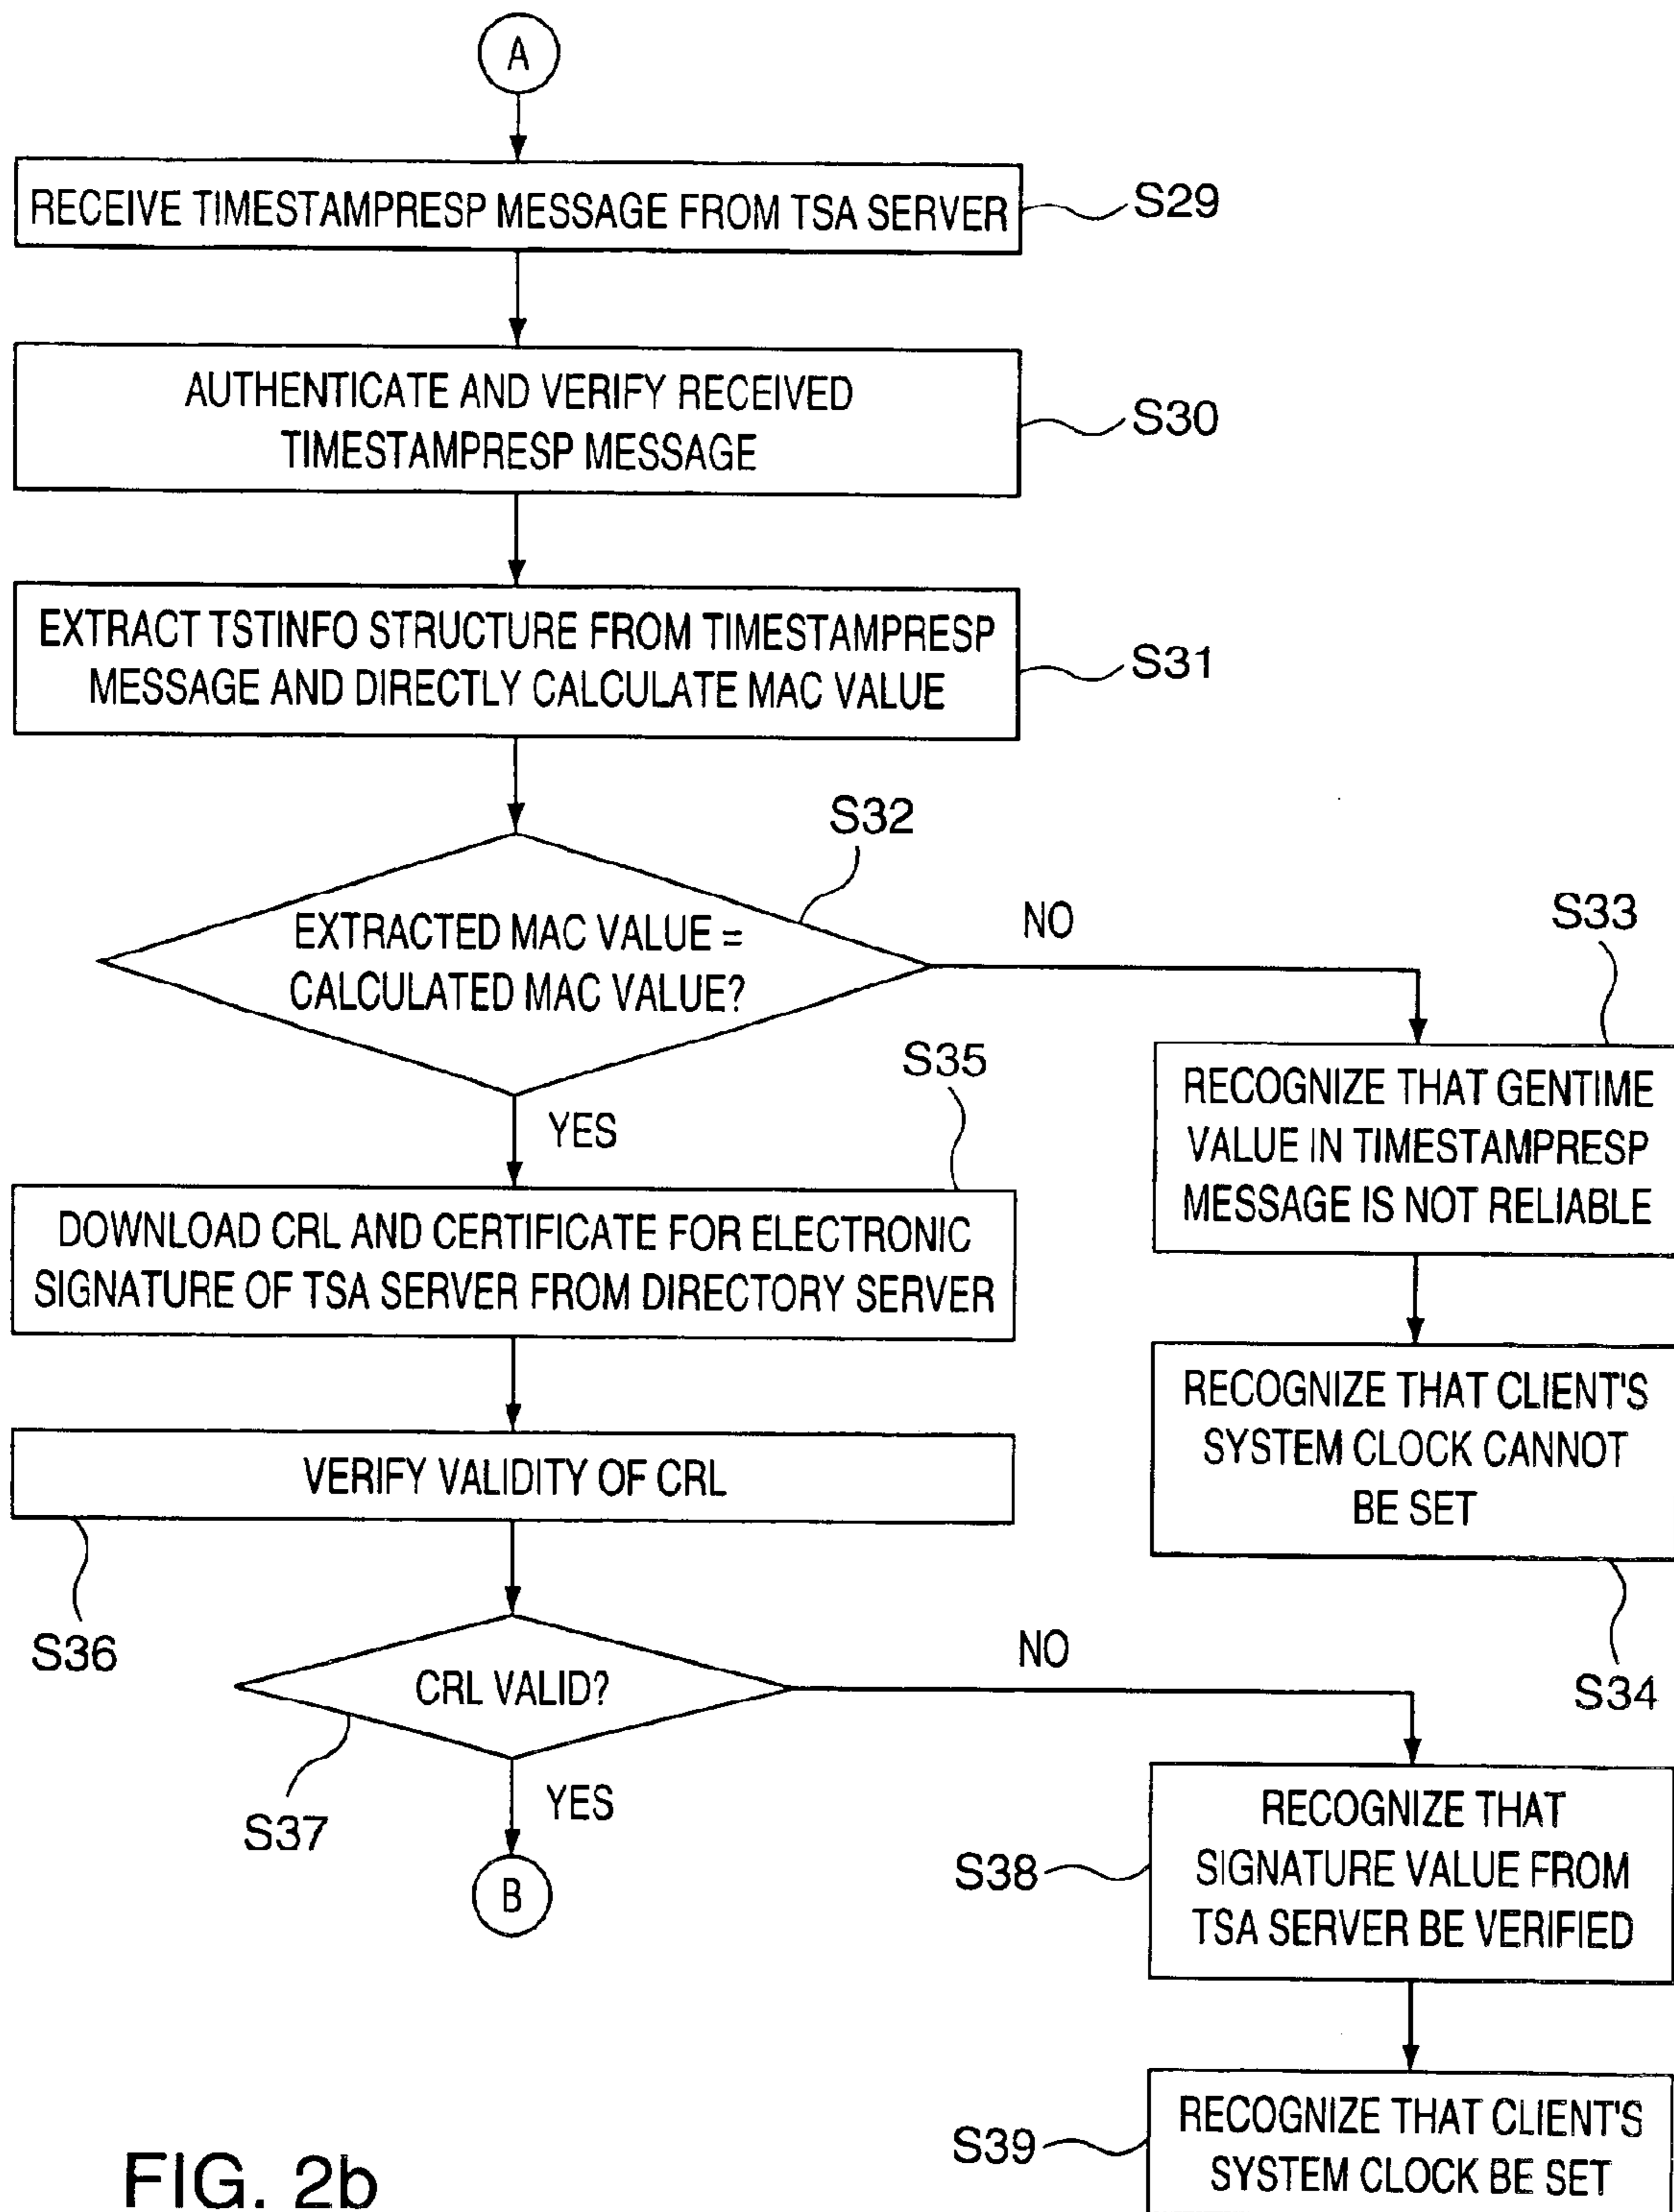 A
RECEIVE TIMESTAMPRESP MESSAGE FROM TSA SERVER
S29
AUTHENTICATE AND VERIFY RECEIVED
TIMESTAMPRESP MESSAGE
S30
EXTRACT TSTINFO STRUCTURE FROM TIMESTAMPRESP
MESSAGE AND DIRECTLY CALCULATE MAC VALUE
S31
S32
EXTRACTED MAC VALUE =
CALCULATED MAC VALUE?
NO
YES
S33
RECOGNIZE THAT GENTIME
VALUE IN TIMESTAMPRESP
MESSAGE IS NOT RELIABLE
S35
DOWNLOAD CRL AND CERTIFICATE FOR ELECTRONIC
SIGNATURE OF TSA SERVER FROM DIRECTORY SERVER
RECOGNIZE THAT CLIENT'S
SYSTEM CLOCK CANNOT
BE SET
S34
VERIFY VALIDITY OF CRL
S36
CRL VALID?
NO
S37
YES
B
S38
RECOGNIZE THAT
SIGNATURE VALUE FROM
TSA SERVER BE VERIFIED
S39
RECOGNIZE THAT CLIENT'S
SYSTEM CLOCK BE SET
FIG. 2b